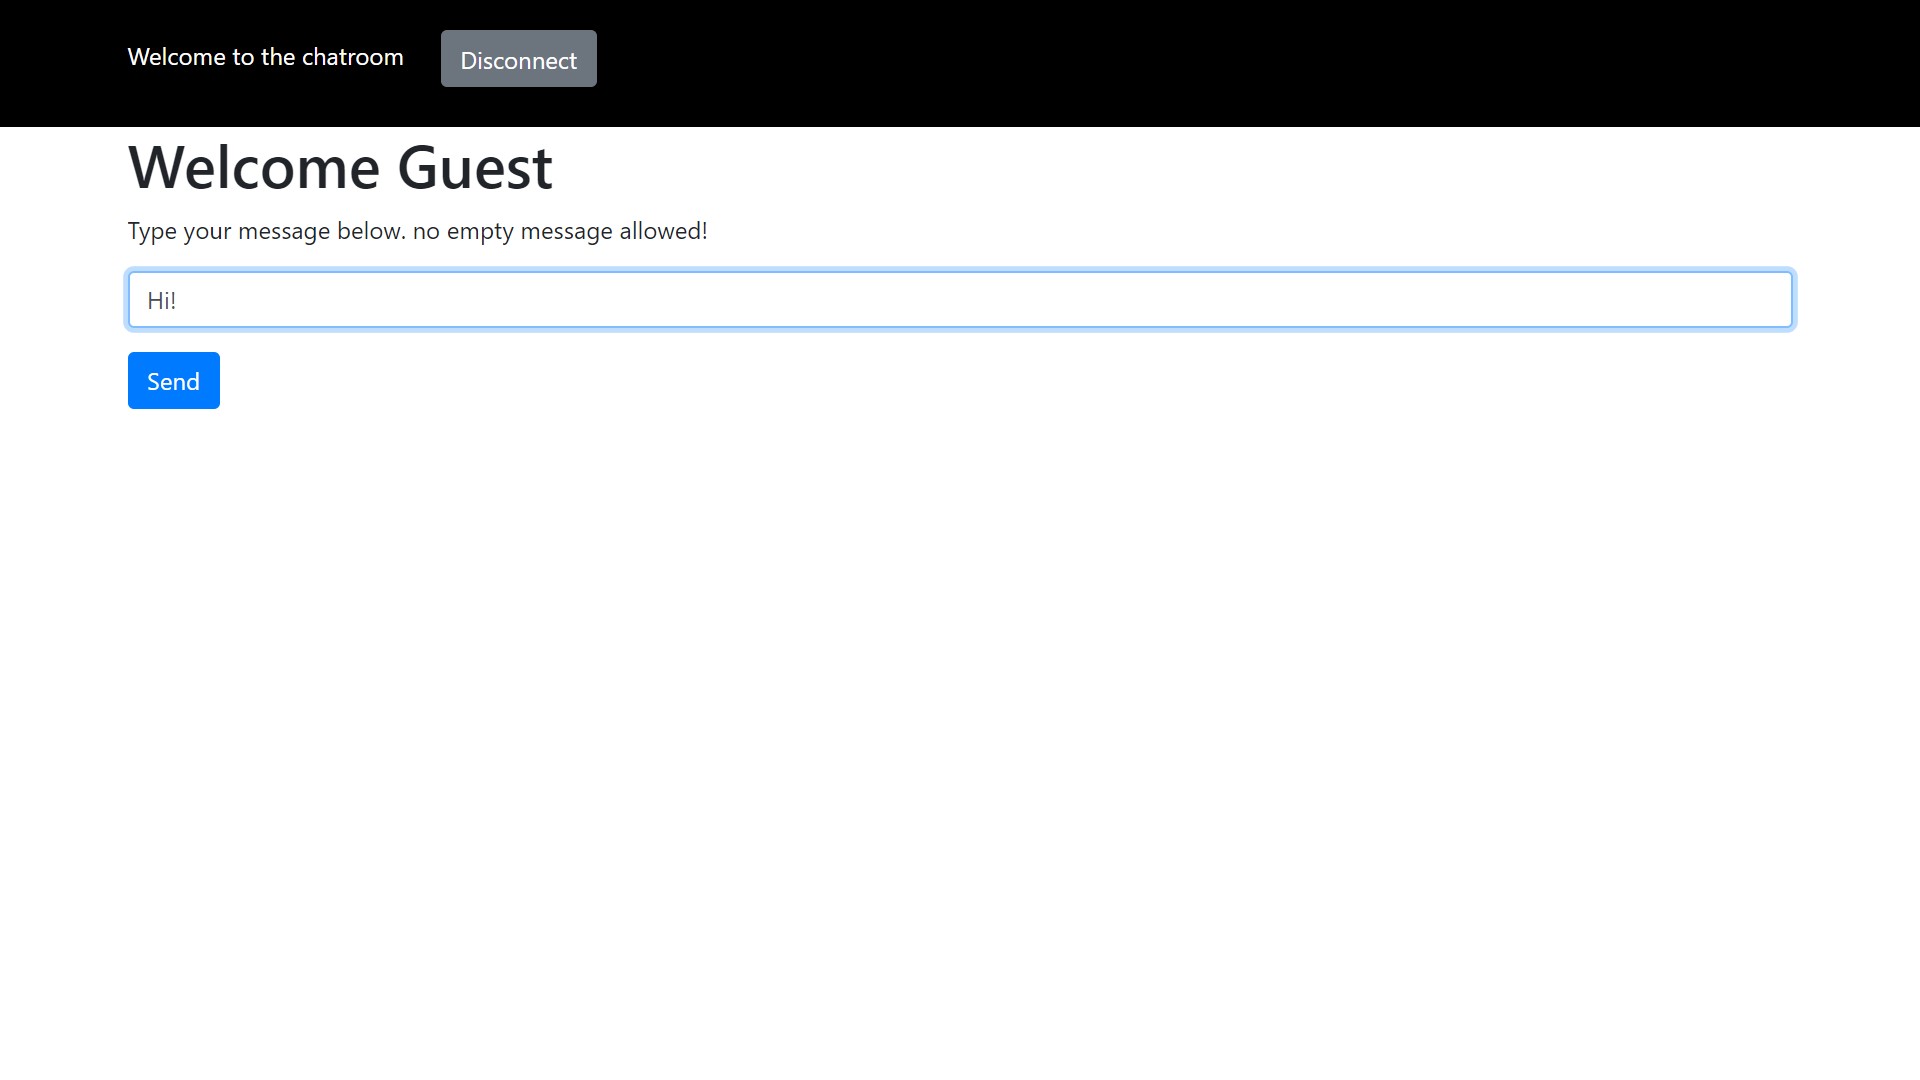 Welcome to the chatroom Disconnect
Welcome Guest
Type your message below. no empty message allowed!
Hi!
Send